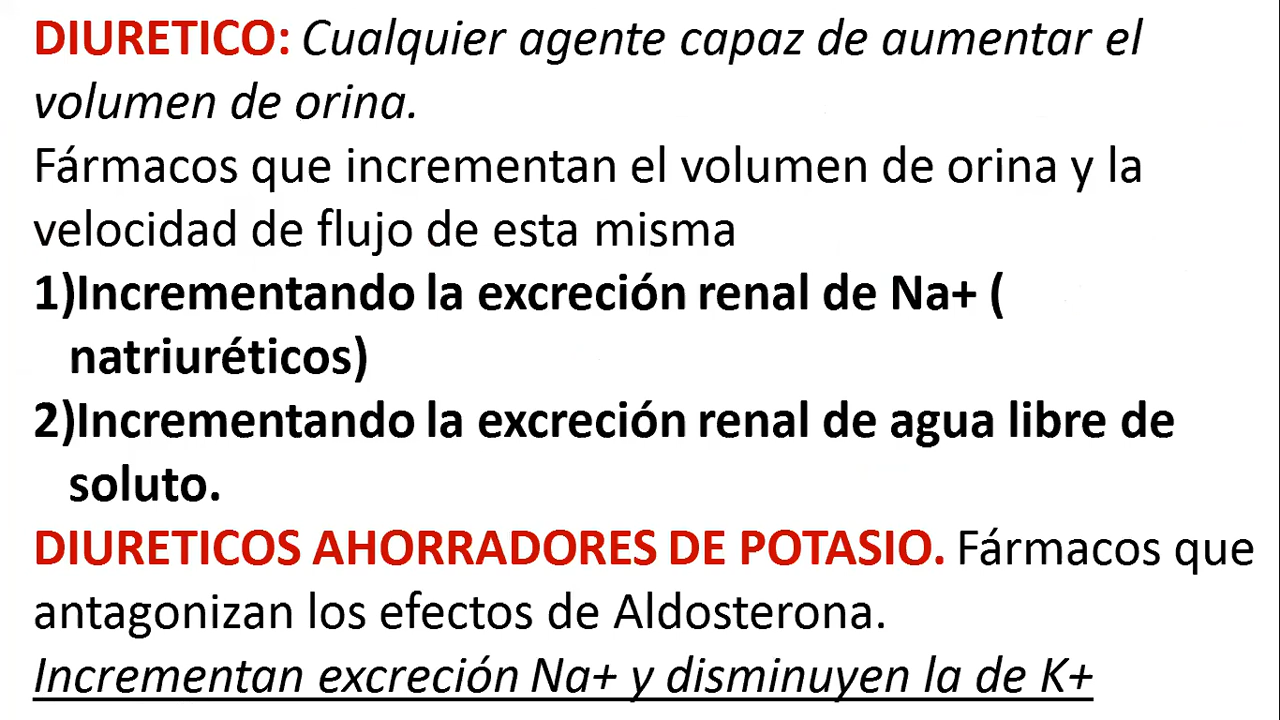 DIURETICO: Cualquier agente capaz de aumentar el
volumen de orina.
Fármacos que incrementan el volumen de orina y la
velocidad de flujo de esta misma
1)Incrementando la excreción renal de Na+ (
natriuréticos)
2)Incrementando la excreción renal de agua libre de
soluto.
DIURETICOS AHORRADORES DE POTASIO. Fármacos que
antagonizan los efectos de Aldosterona.
Incrementan excreción Na+ y disminuyen la de K+